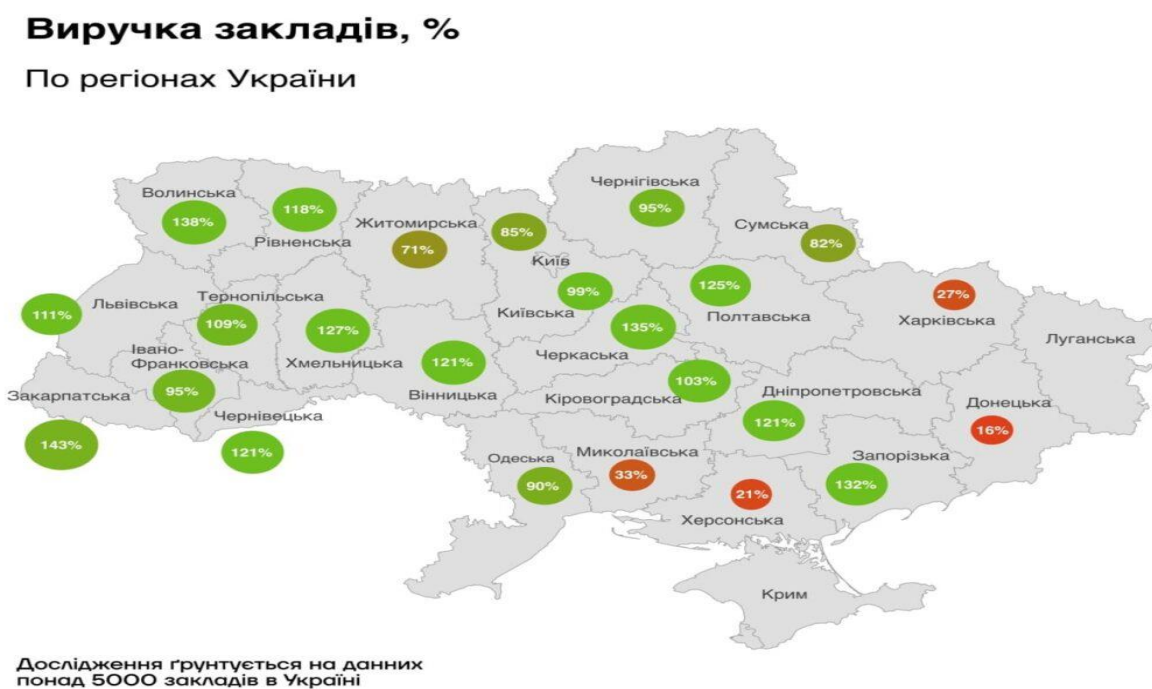 Виручка закладів, %
По регіонах України
Волинська
138%
118%
Рівненська
Житомирська
71%
85%
Київ
Чернігівська
95%
Сумська
82%
Львівська
111%
Тернопільська
109%
127%
Хмельницька
99%
Київська
125%
Полтавська
27%
Харківська
Луганська
Івано-
Франковська
95%
121%
Вінницька
135%
Черкаська
103%
Кіровоградська
Дніпропетровська
121%
Донецька
16%
Закарпатська
143%
Чернівецька
121%
Одеська
90%
Миколаївська
33%
21%
Херсонська
Запорізька
132%
Крим
Дослідження ґрунтується на данних
понад 5000 закладів в Україні